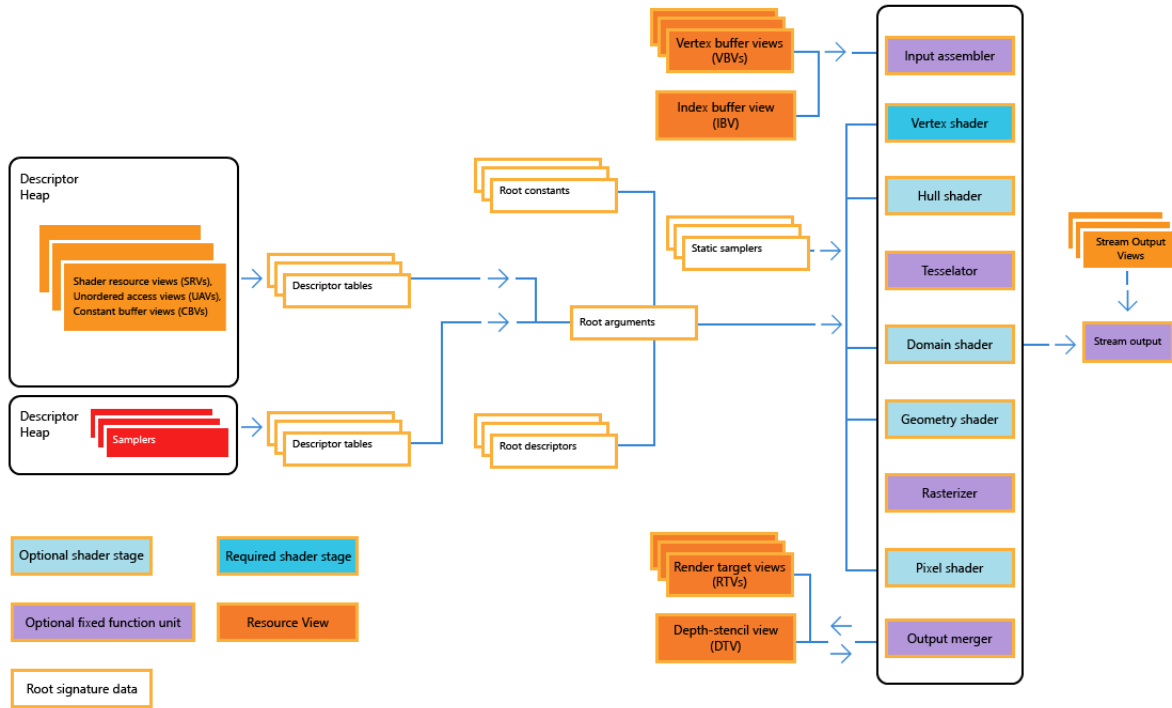 Vertex buffer views
(VBVs)
Index buffer view
(IBV)
Input assembler
Vertex shader
Hull shader
Tesselator
Domain shader
Geometry shader
Rasterizer
Pixel shader
Output merger
Descriptor
Heap
Shader resource views (SRVs),
Unordered access views (UAVs),
Constant buffer views (CBVs)
Descriptor tables
Root constants
Static samplers
Root arguments
Stream Output
Views
Stream output
Descriptor
Heap
Samplers
Descriptor tables
Root descriptors
Render target views
(RTVs)
Depth-stencil view
(DTV)
Optional shader stage
Required shader stage
Optional fixed function unit
Resource View
Root signature data